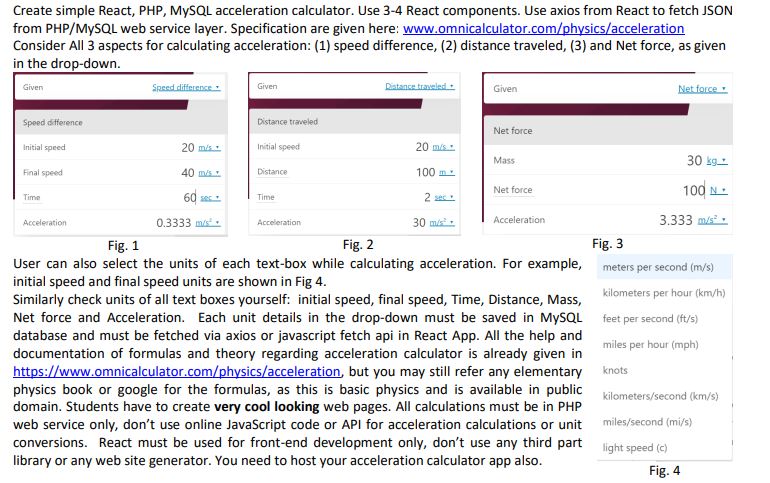 Create simple React, PHP, MySQL acceleration calculator. Use 3-4 React components. Use axios from React to fetch JSON
from PHP/MySQL web service layer. Specification are given here: www.omnicalculator.com/physics/acceleration
Consider All 3 aspects for calculating acceleration: (1) speed difference, (2) distance traveled, (3) and Net force, as given
in the drop-down.
Given Speed difference
Speed difference
Initial speed 20 m/s
Final speed 40 m/s
Time 60 sec
Acceleration 0.3333 m/s²
Fig. 1
Given Distance traveled
Distance traveled
Initial speed 20 m/s
Distance 100 m
Time 2 sec
Acceleration 30 m/s²
Fig. 2
Given Net force
Net force
Mass 30 kg
Net force 100 N
Acceleration 3.333 m/s²
Fig. 3
User can also select the units of each text-box while calculating acceleration. For example,
initial speed and final speed units are shown in Fig 4.
Similarly check units of all text boxes yourself: initial speed, final speed, Time, Distance, Mass,
Net force and Acceleration. Each unit details in the drop-down must be saved in MySQL
database and must be fetched via axios or javascript fetch api in React App. All the help and
documentation of formulas and theory regarding acceleration calculator is already given in
https://www.omnicalculator.com/physics/acceleration, but you may still refer any elementary
physics book or google for the formulas, as this is basic physics and is available in public
domain. Students have to create very cool looking web pages. All calculations must be in PHP
web service only, don't use online JavaScript code or API for acceleration calculations or unit
conversions. React must be used for front-end development only, don't use any third part
library or any web site generator. You need to host your acceleration calculator app also.
meters per second (m/s)
kilometers per hour (km/h)
feet per second (ft/s)
miles per hour (mph)
knots
kilometers/second (km/s)
miles/second (mi/s)
light speed (c)
Fig. 4